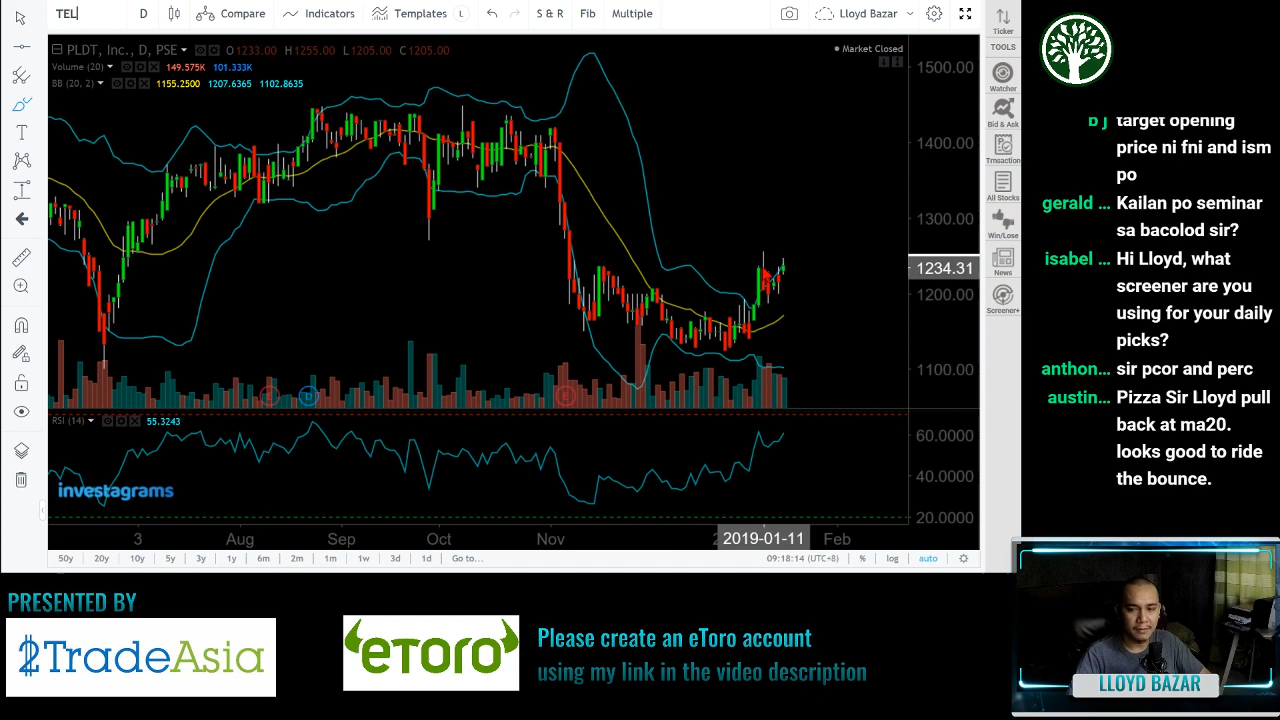 TEL D Compare Indicators Templates L S & R Fib Multiple Lloyd Bazar
PLDT, Inc., D, PSE O1233.00 H1255.00 L1205.00 C1205.00
Market Closed
Volume (20) 149.575K 101.333K
BB (20, 2) 1155.2500 1207.6365 1102.8635
1500.00
1400.00
1300.00
1234.31
1200.00
1100.00
E D E
RSI (14) 55.3243
60.0000
40.0000
20.0000
investagrams
3 Aug Sep Oct Nov 2019-01-11 Feb
50y 20y 10y 5y 3y 1y 6m 2m 1m 1w 3d 1d Go to... 09:18:14 (UTC+8) % log auto
Ticker
TOOLS
Watcher
Bid & Ask
Trnsaction
All Stocks
Win/Lose
News
Screener+
b j target opening
price ni fni and ism
po
gerald ... Kailan po seminar
sa bacolod sir?
isabel ... Hi Lloyd, what
screener are you
using for your daily
picks?
anthon... sir pcor and perc
austin... Pizza Sir Lloyd pull
back at ma20.
looks good to ride
the bounce.
PRESENTED BY
2TradeAsia
eToro
Please create an eToro account
using my link in the video description
LLOYD BAZAR